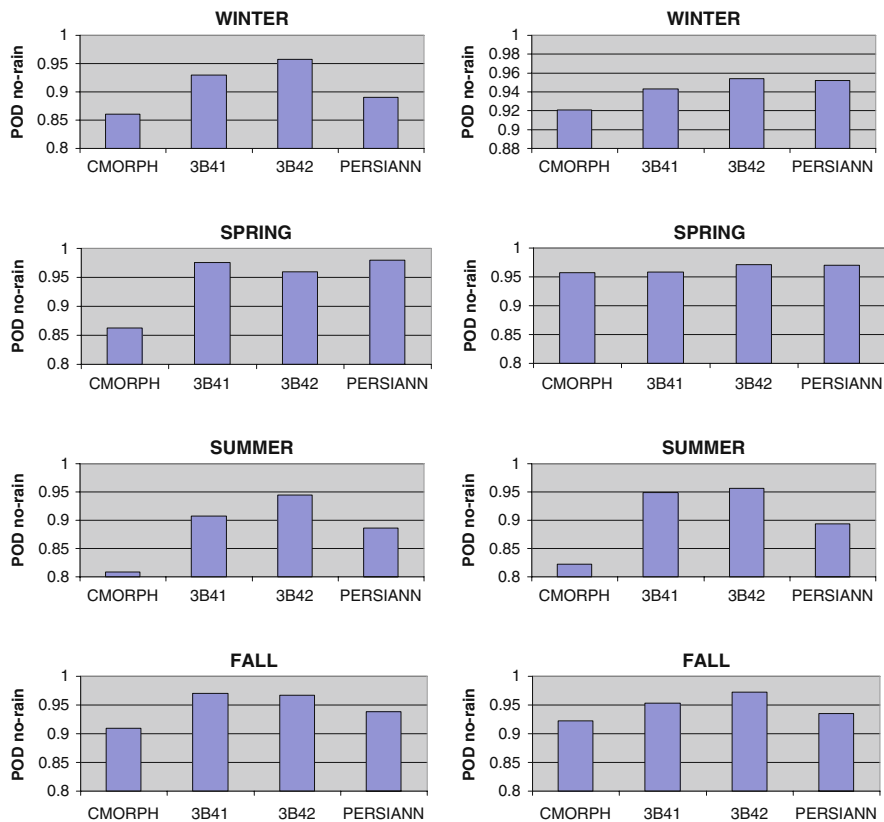 WINTER
POD no-rain
1
0.95
0.9
0.85
0.8
CMORPH 3B41 3B42 PERSIANN
WINTER
POD no-rain
1
0.98
0.96
0.94
0.92
0.9
0.88
CMORPH 3B41 3B42 PERSIANN
SPRING
POD no-rain
1
0.95
0.9
0.85
0.8
CMORPH 3B41 3B42 PERSIANN
SPRING
POD no-rain
1
0.95
0.9
0.85
0.8
CMORPH 3B41 3B42 PERSIANN
SUMMER
POD no-rain
1
0.95
0.9
0.85
0.8
CMORPH 3B41 3B42 PERSIANN
SUMMER
POD no-rain
1
0.95
0.9
0.85
0.8
CMORPH 3B41 3B42 PERSIANN
FALL
POD no-rain
1
0.95
0.9
0.85
0.8
CMORPH 3B41 3B42 PERSIANN
FALL
POD no-rain
1
0.95
0.9
0.85
0.8
CMORPH 3B41 3B42 PERSIANN